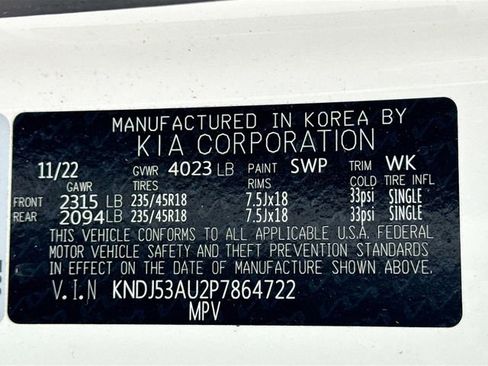 MANUFACTURED IN KOREA BY
KIA CORPORATION
11/22 GVWR 4023 LB PAINT SWP TRIM WK
GAWR TIRES RIMS COLD TIRE INFL
FRONT 2315 LB 235/45R18 7.5Jx18 33psi SINGLE
REAR 2094 LB 235/45R18 7.5Jx18 33psi SINGLE
THIS VEHICLE CONFORMS TO ALL APPLICABLE U.S.A. FEDERAL
MOTOR VEHICLE SAFETY AND THEFT PREVENTION STANDARDS
IN EFFECT ON THE DATE OF MANUFACTURE SHOWN ABOVE.
V.I.N KNDJ53AU2P7864722
MPV